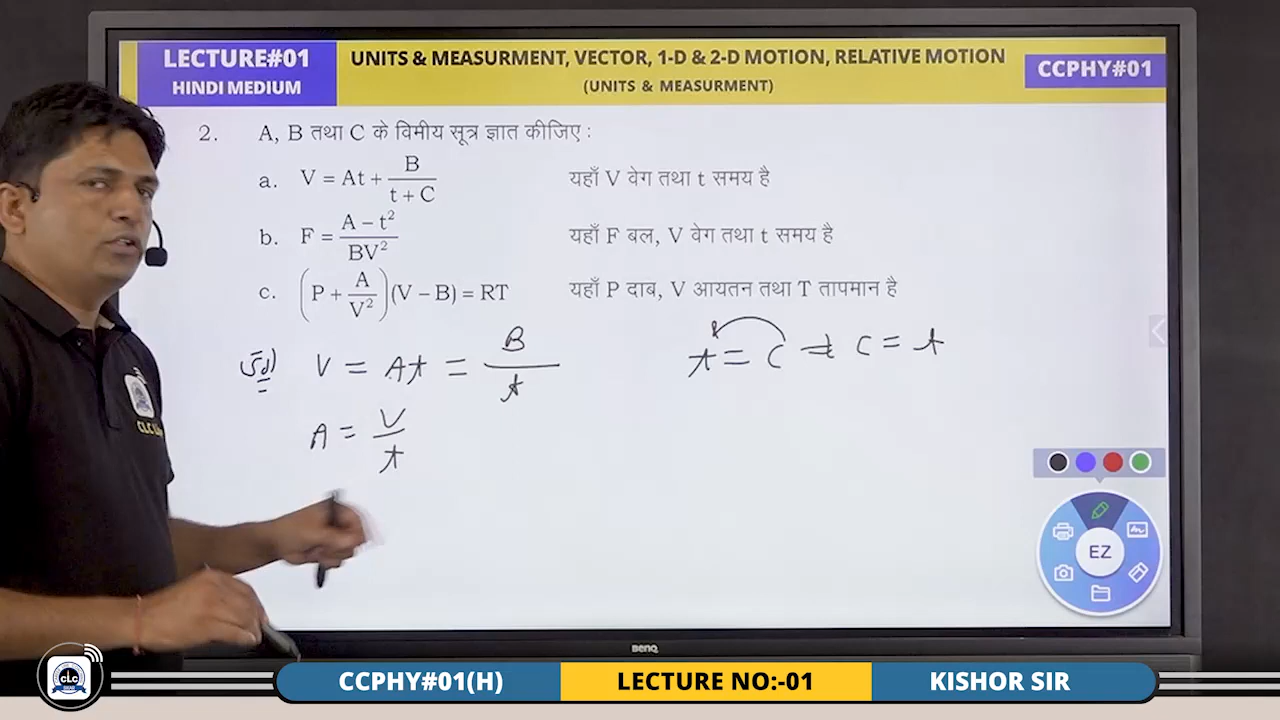 LECTURE#01
HINDI MEDIUM
UNITS & MEASURMENT, VECTOR, 1-D & 2-D MOTION, RELATIVE MOTION
(UNITS & MEASURMENT)
CCPHY#01
2. A, B तथा C के विमीय सूत्र ज्ञात कीजिए :
a. V = At + B/(t + C) यहाँ V वेग तथा t समय है
b. F = (A − t²)/(BV²) यहाँ F बल, V वेग तथा t समय है
c. (P + A/V²)(V − B) = RT यहाँ P दाब, V आयतन तथा T तापमान है
V = At = B/t
t = C ⇒ C = t
A = V/t
EZ
BenQ
CLC
CCPHY#01(H)
LECTURE NO:-01
KISHOR SIR